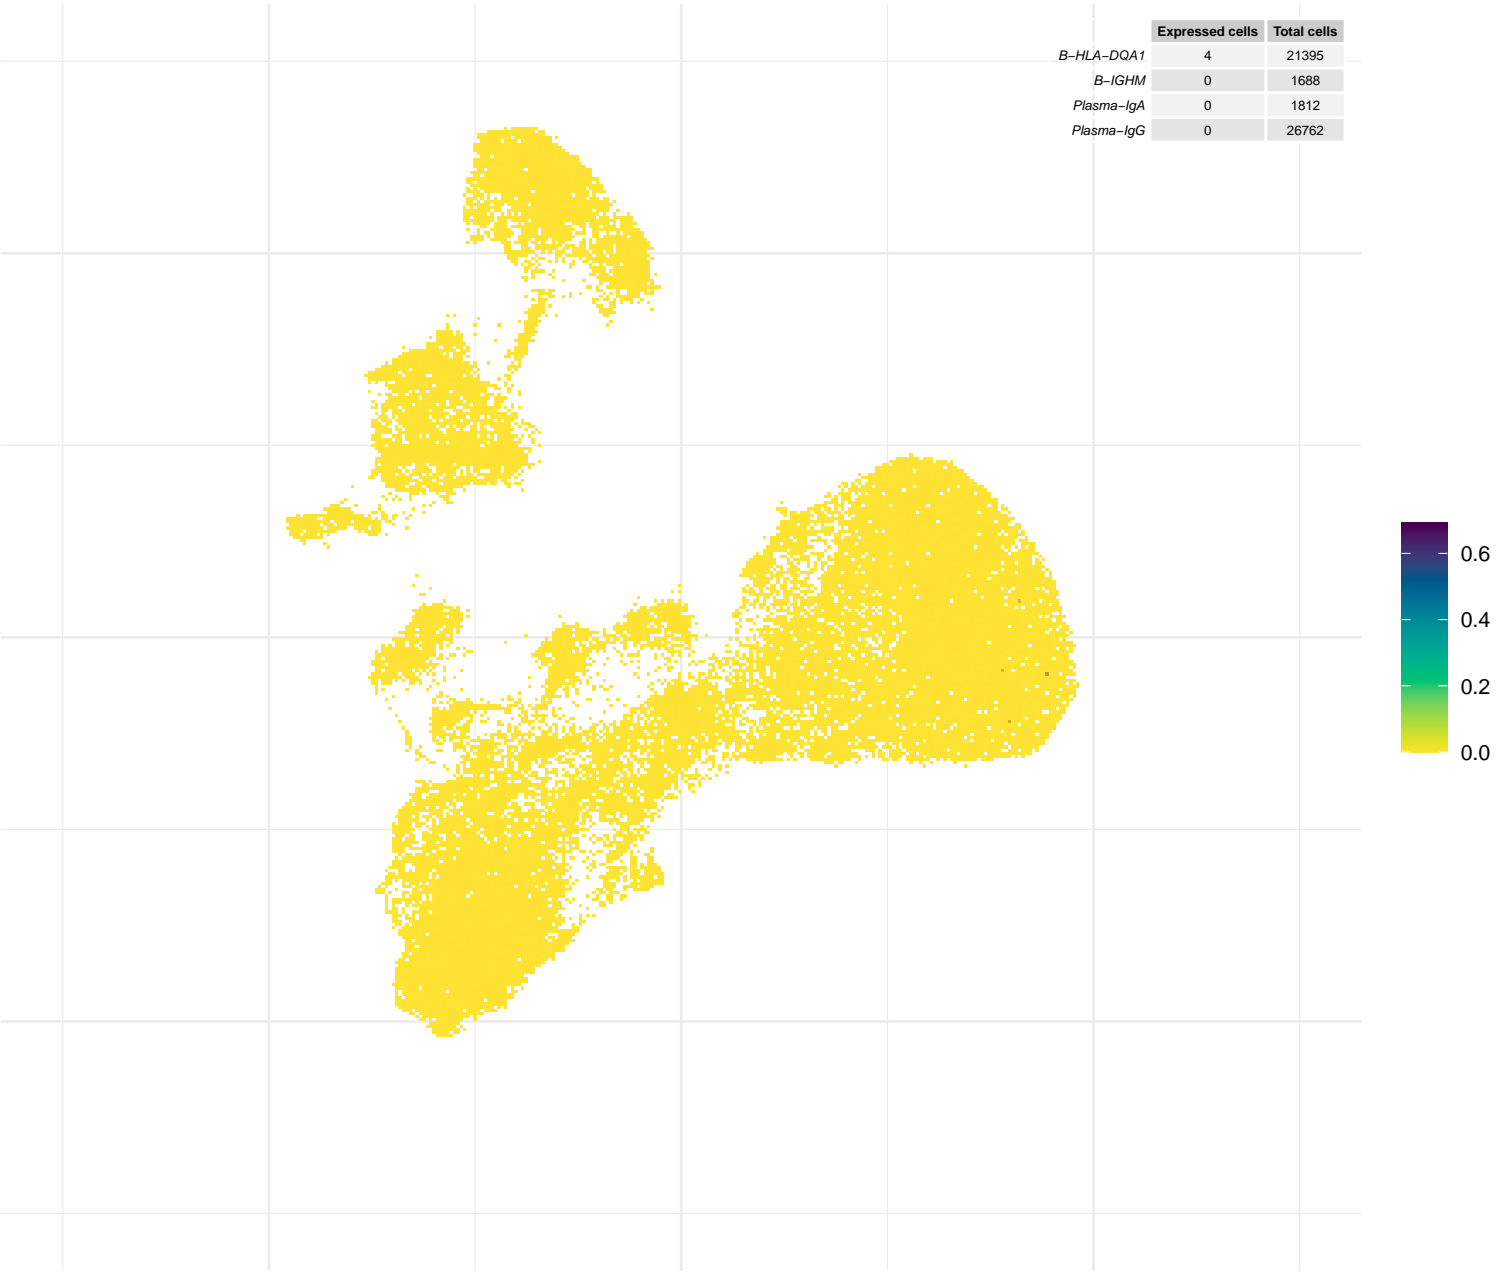 Expressed cells Total cells
B−HLA−DQA1 4 21395
B−IGHM 0 1688
Plasma−IgA 0 1812
Plasma−IgG 0 26762
0.6
0.4
0.2
0.0